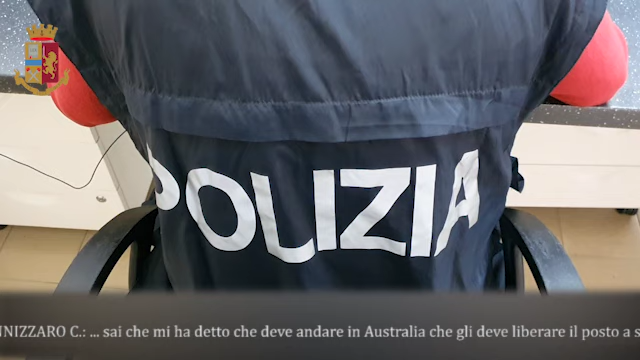 POLIZIA
NNIZZARO C.: ... sai che mi ha detto che deve andare in Australia che gli deve liberare il posto a s